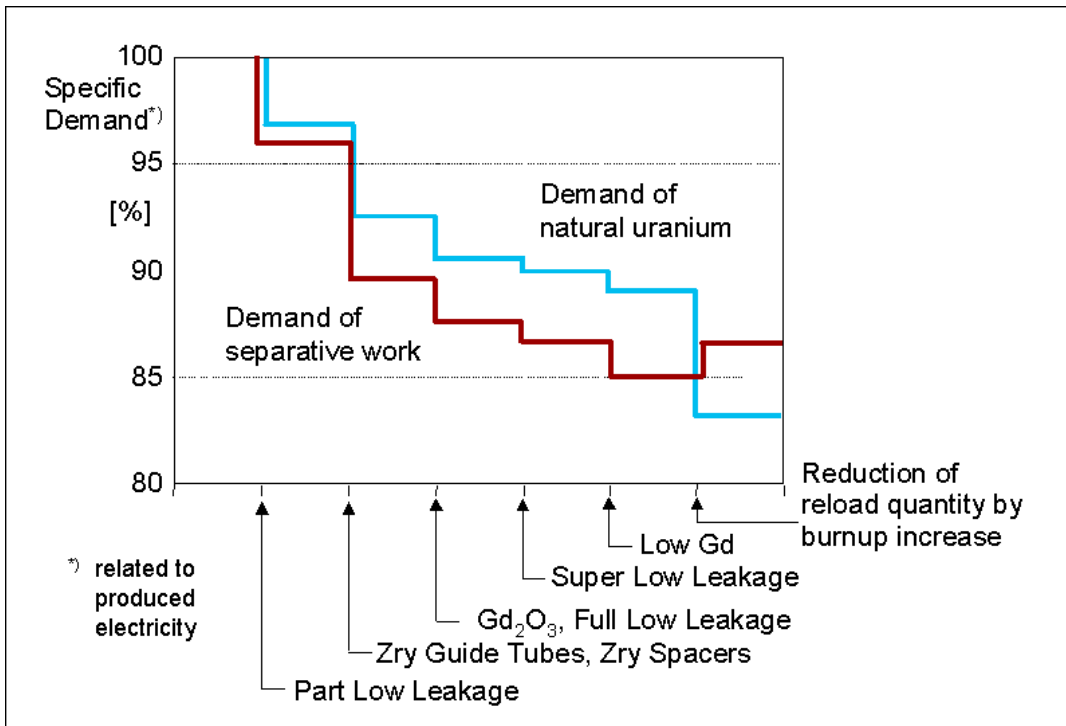 100
Specific
Demand*)
95
[%]
90
85
80
Demand of
natural uranium
Demand of
separative work
Reduction of
reload quantity by
burnup increase
Low Gd
Super Low Leakage
Gd₂O₃, Full Low Leakage
Zry Guide Tubes, Zry Spacers
Part Low Leakage
*) related to
produced
electricity